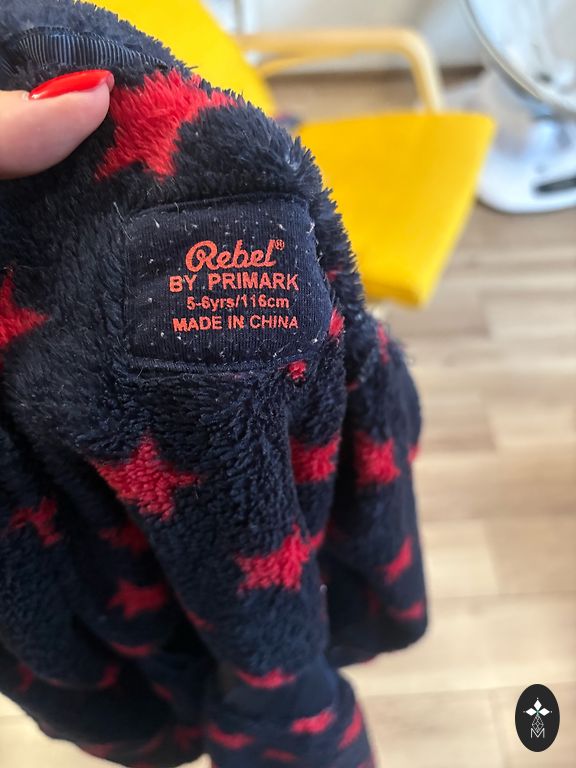 Rebel®
BY PRIMARK
5-6yrs/116cm
MADE IN CHINA